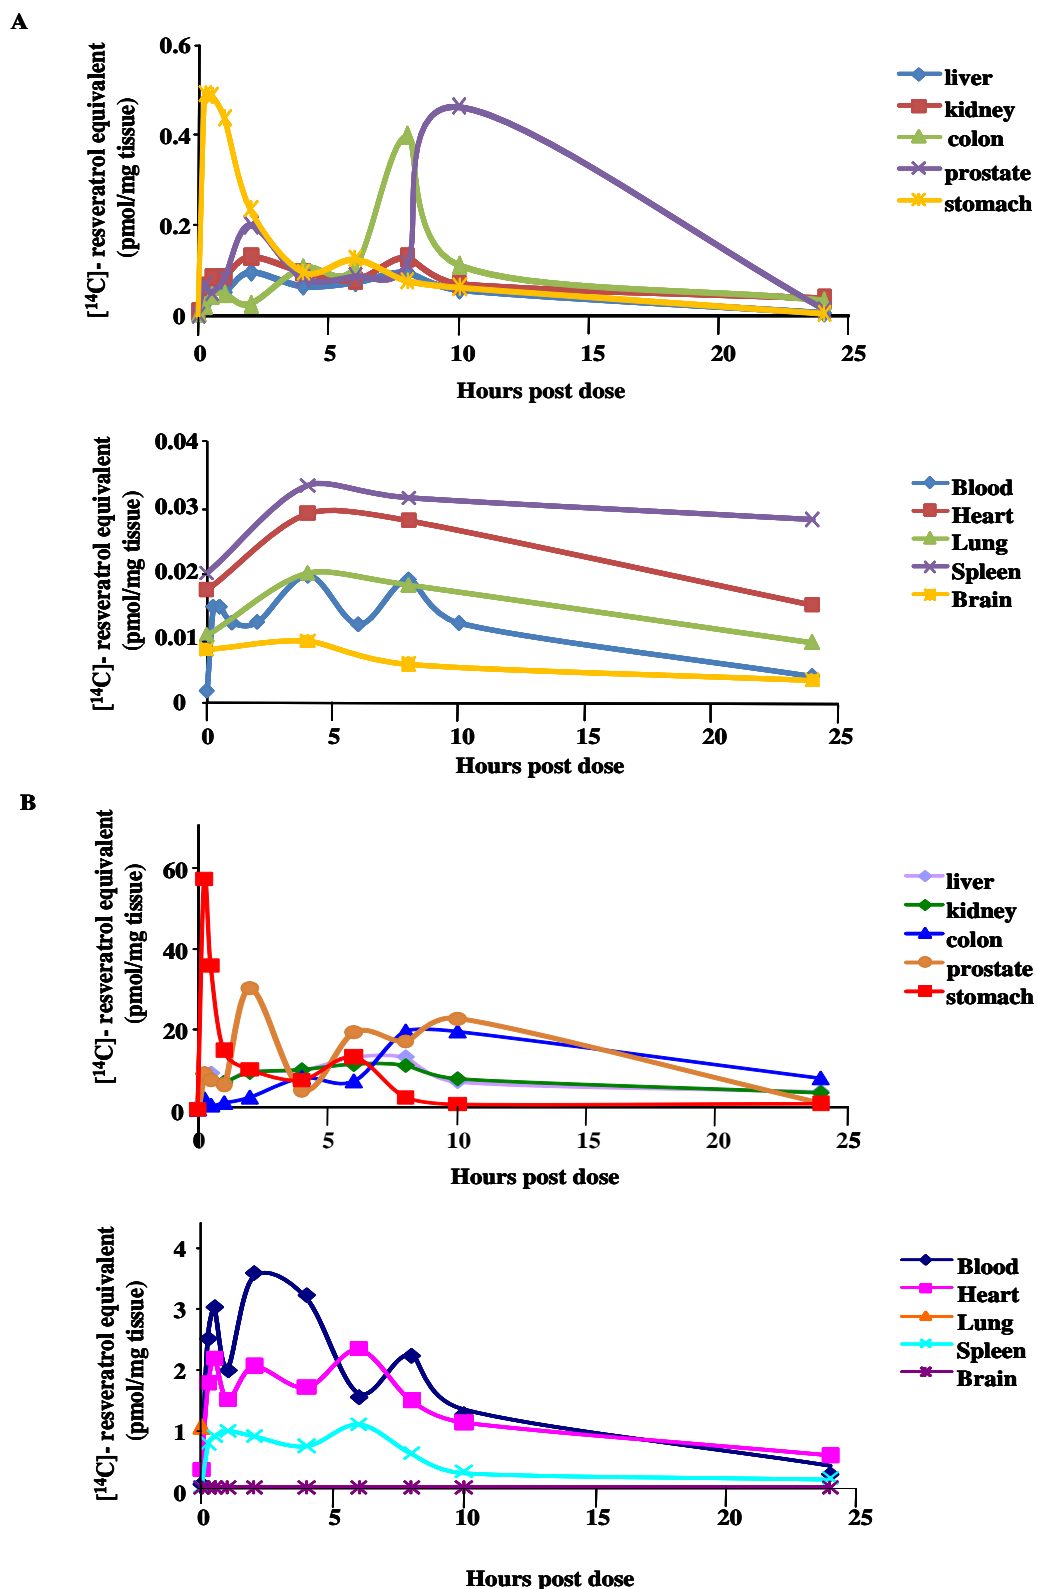 A
[14C]- resveratrol equivalent
(pmol/mg tissue)
0.6
0.4
0.2
0
0 5 10 15 20 25
Hours post dose
liver
kidney
colon
prostate
stomach
[14C]- resveratrol equivalent
(pmol/mg tissue)
0.04
0.03
0.02
0.01
0
0 5 10 15 20 25
Hours post dose
Blood
Heart
Lung
Spleen
Brain
B
[14C]- resveratrol equivalent
(pmol/mg tissue)
60
40
20
0
0 5 10 15 20 25
Hours post dose
liver
kidney
colon
prostate
stomach
[14C]- resveratrol equivalent
(pmol/mg tissue)
4
3
2
1
0
0 5 10 15 20 25
Hours post dose
Blood
Heart
Lung
Spleen
Brain